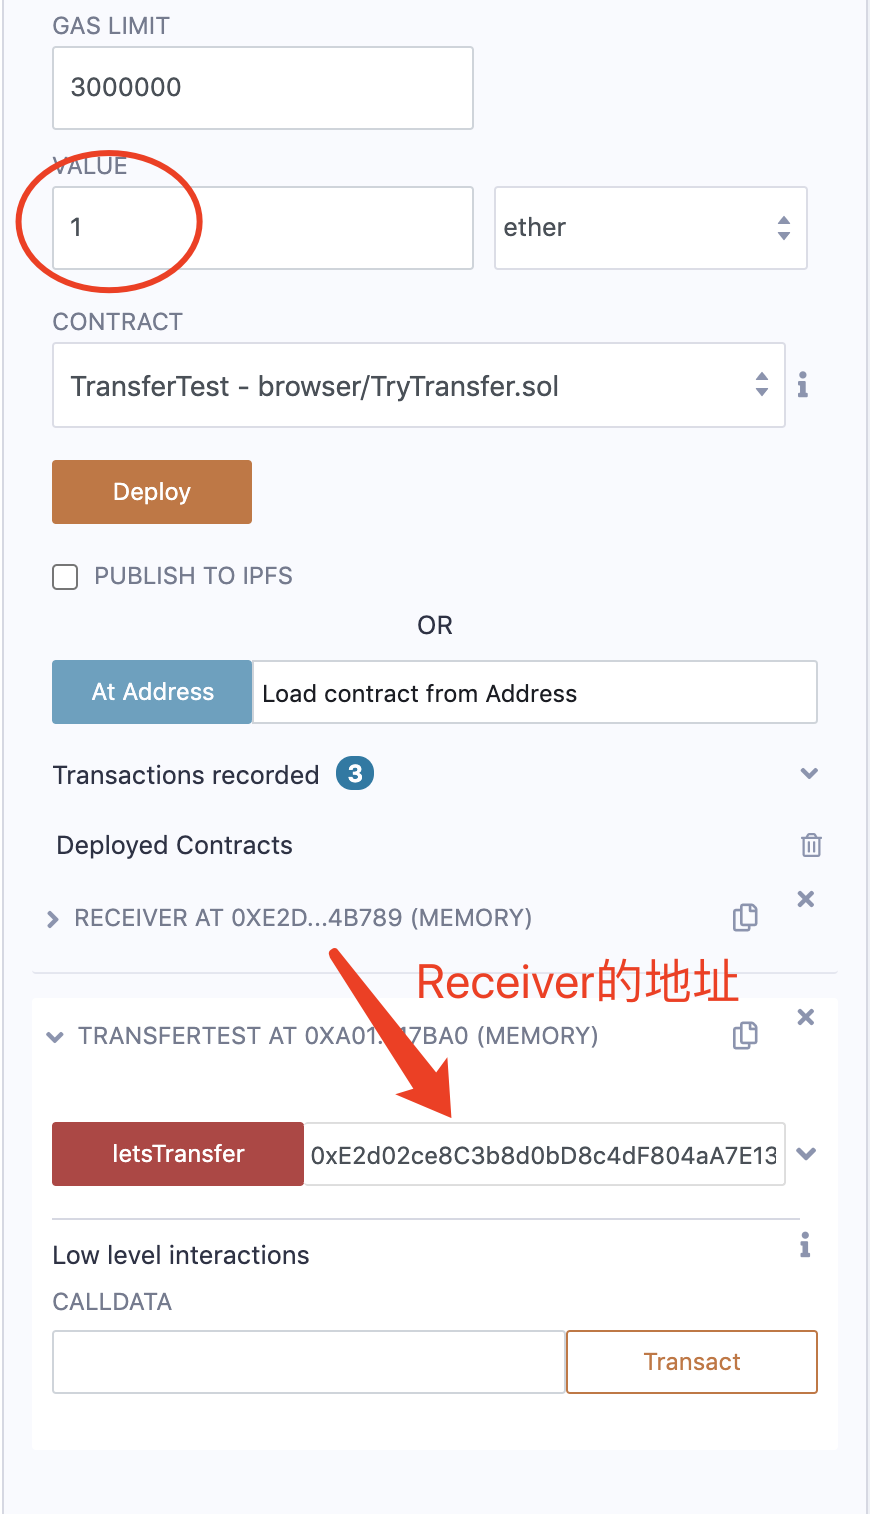 GAS LIMIT
3000000
VALUE
1
ether
CONTRACT
TransferTest - browser/TryTransfer.sol
Deploy
PUBLISH TO IPFS
OR
At Address
Load contract from Address
Transactions recorded 3
Deployed Contracts
RECEIVER AT 0XE2D...4B789 (MEMORY)
Receiver的地址
TRANSFERTEST AT 0XA01...17BA0 (MEMORY)
letsTransfer
0xE2d02ce8C3b8d0bD8c4dF804aA7E13
Low level interactions
CALLDATA
Transact